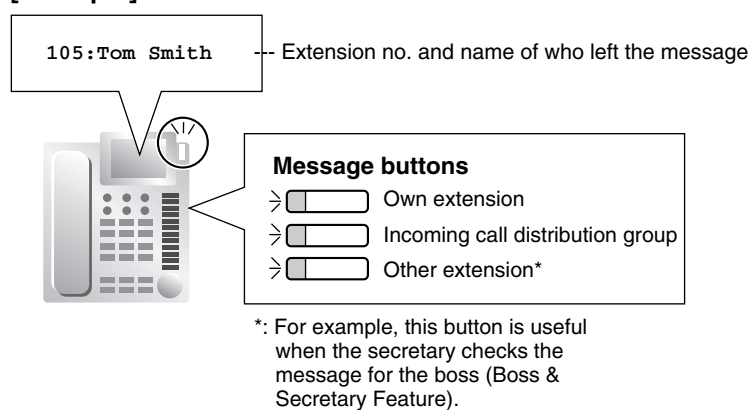 105:Tom Smith
--- Extension no. and name of who left the message
Message buttons
Own extension
Incoming call distribution group
Other extension*
*: For example, this button is useful
when the secretary checks the
message for the boss (Boss &
Secretary Feature).